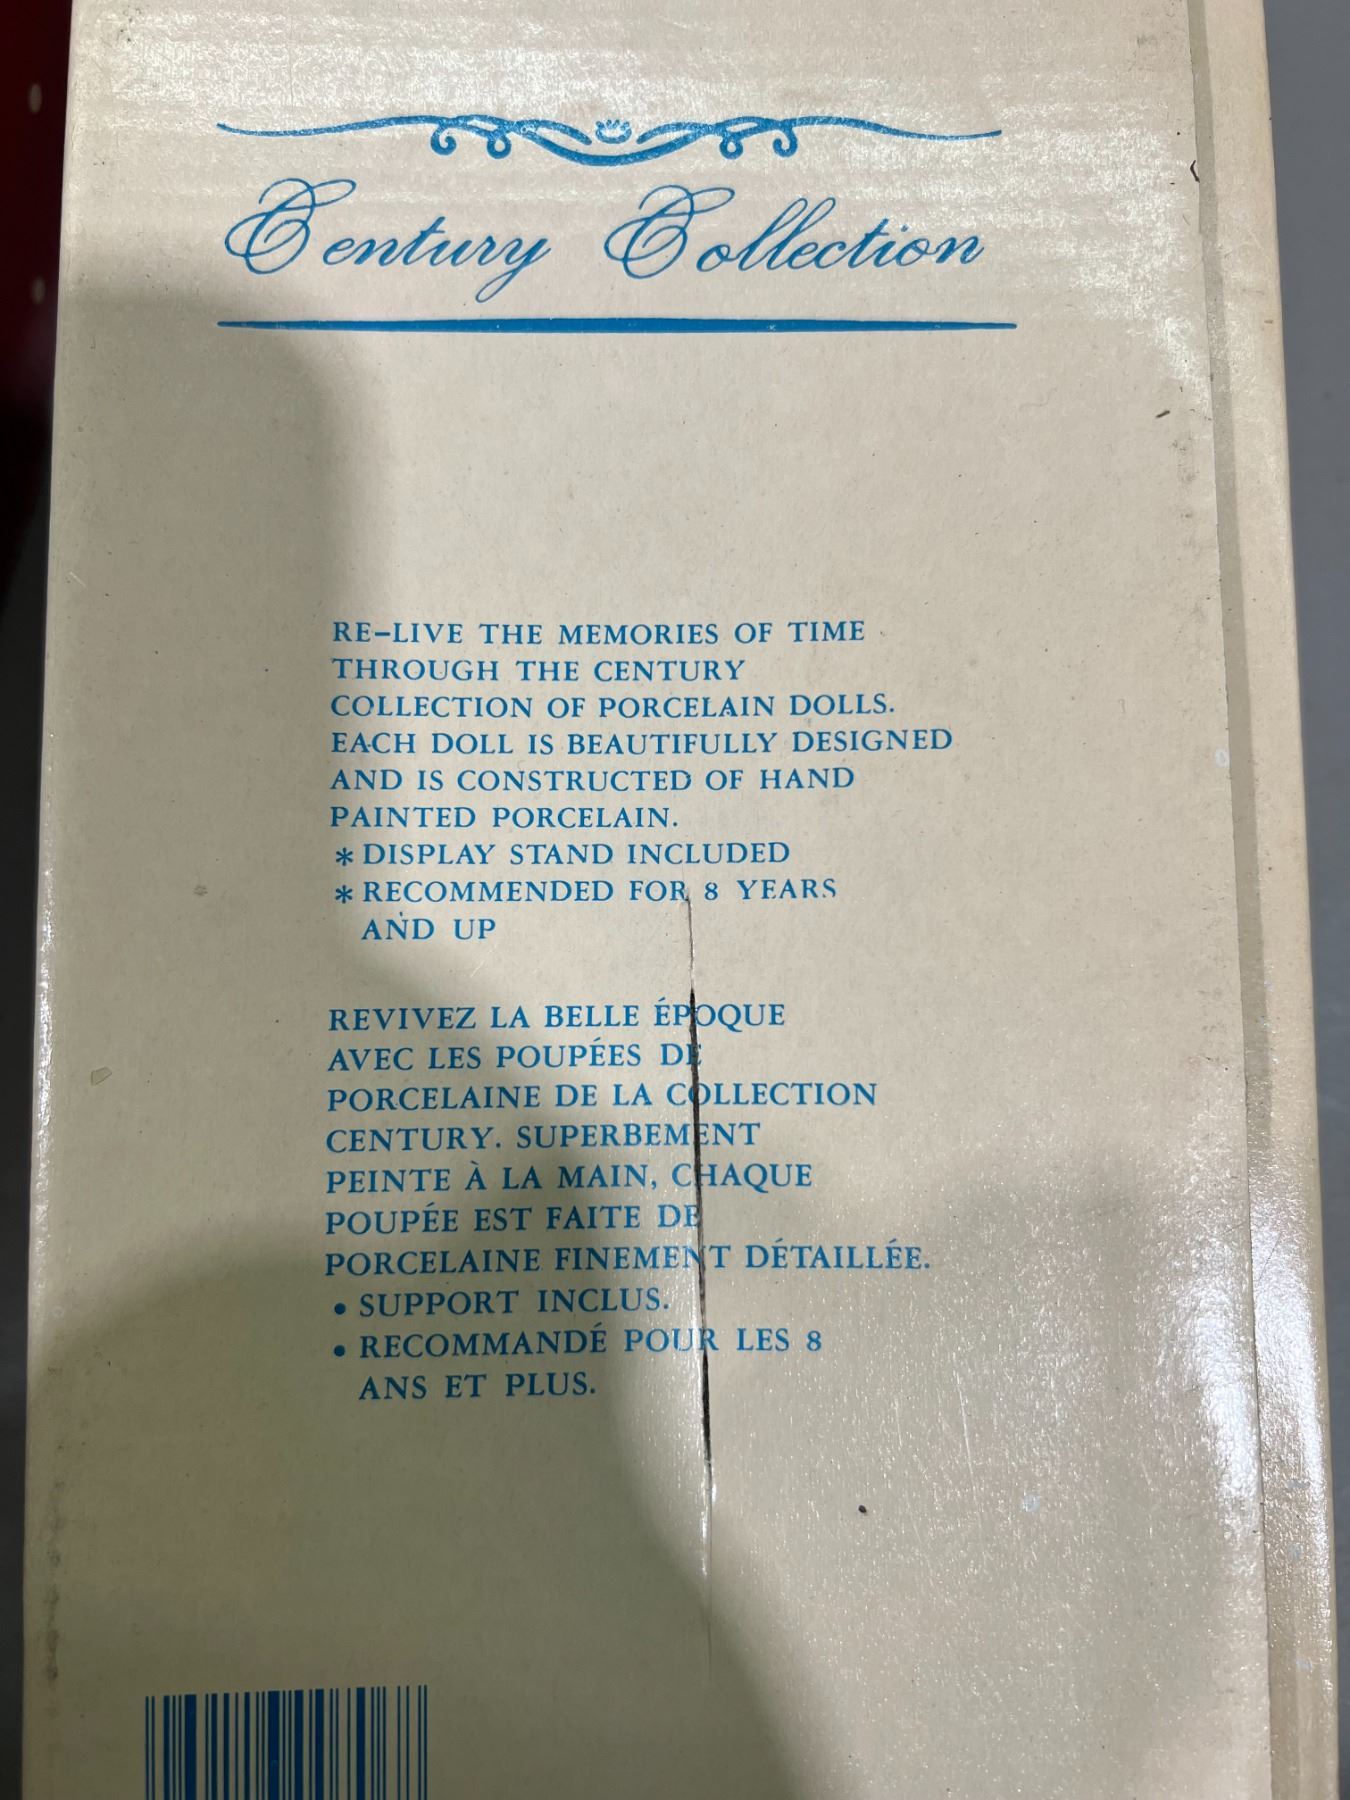 Century Collection
RE-LIVE THE MEMORIES OF TIME
THROUGH THE CENTURY
COLLECTION OF PORCELAIN DOLLS.
EACH DOLL IS BEAUTIFULLY DESIGNED
AND IS CONSTRUCTED OF HAND
PAINTED PORCELAIN.
* DISPLAY STAND INCLUDED
* RECOMMENDED FOR 8 YEARS
AND UP
REVIVEZ LA BELLE ÉPOQUE
AVEC LES POUPÉES DE
PORCELAINE DE LA COLLECTION
CENTURY. SUPERBEMENT
PEINTE À LA MAIN, CHAQUE
POUPÉE EST FAITE DE
PORCELAINE FINEMENT DÉTAILLÉE.
• SUPPORT INCLUS.
• RECOMMANDÉ POUR LES 8
ANS ET PLUS.